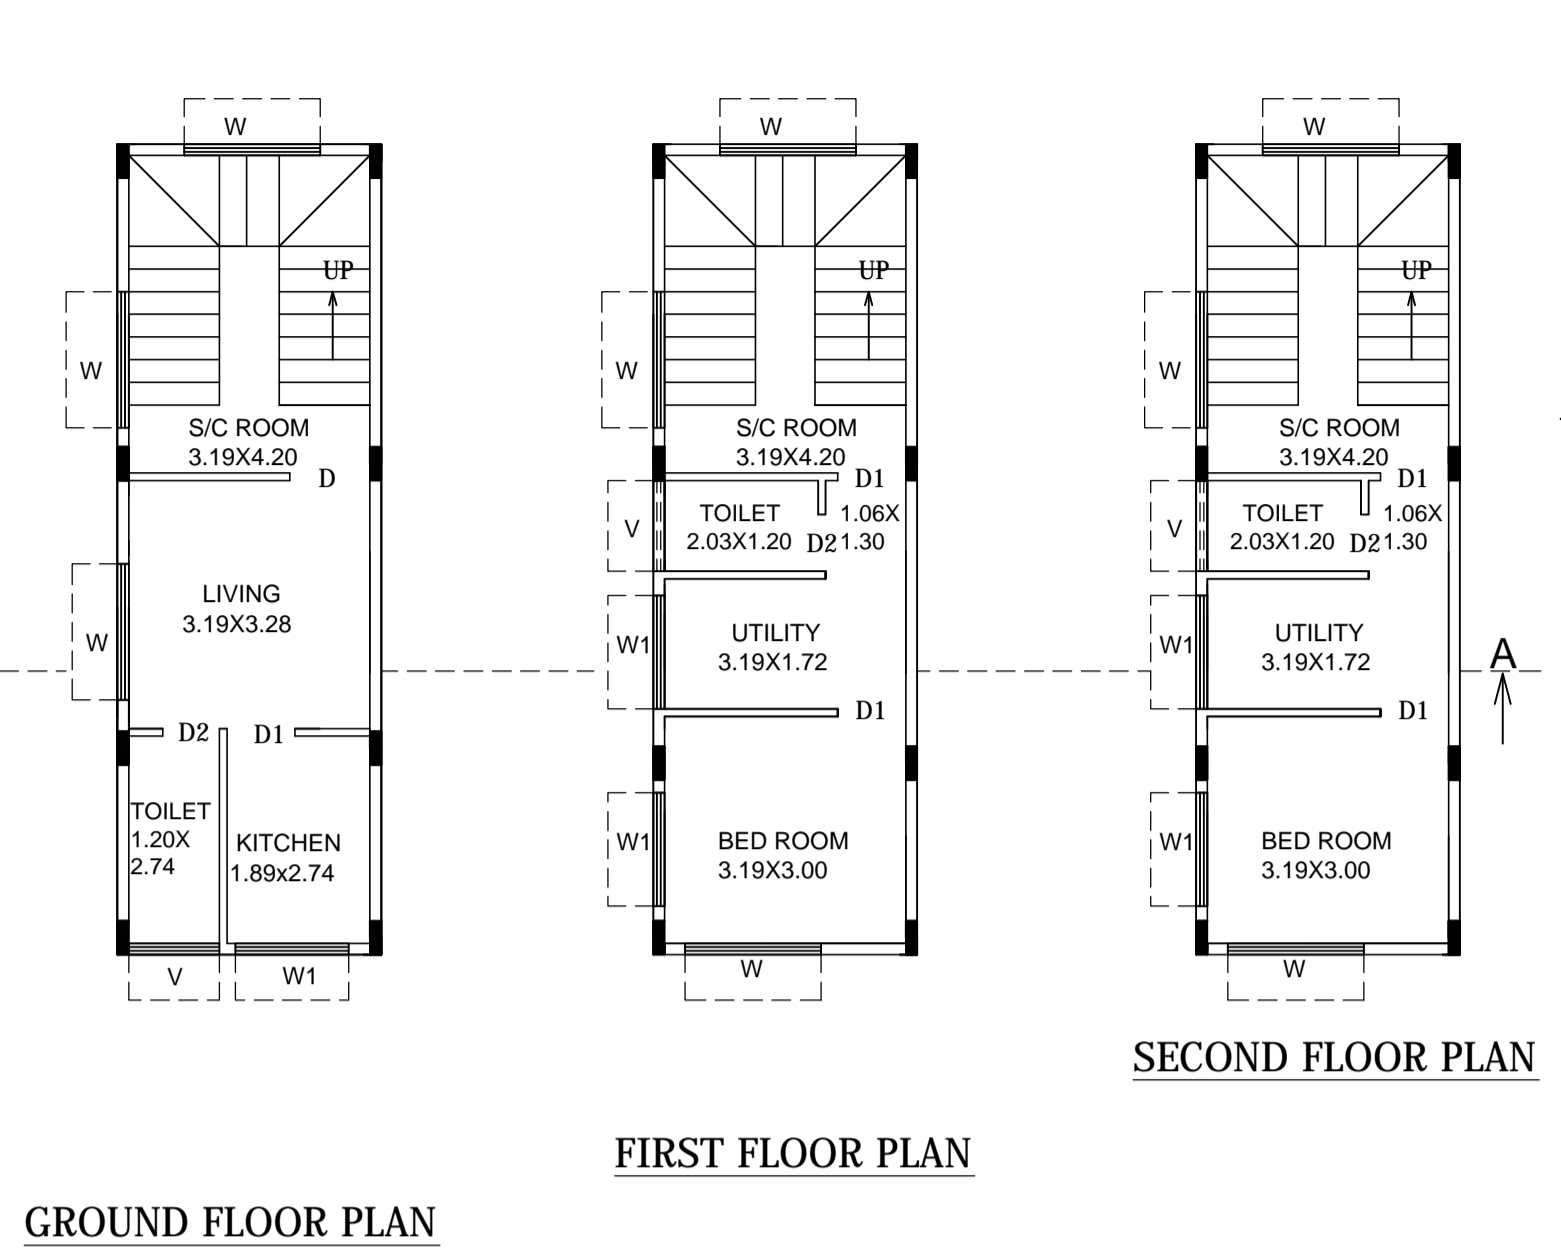 W
UP
W
S/C ROOM
3.19X4.20
D
LIVING
3.19X3.28
W
D2
D1
TOILET
1.20X
2.74
KITCHEN
1.89x2.74
V
W1
GROUND FLOOR PLAN
W
UP
W
S/C ROOM
3.19X4.20
D1
TOILET
2.03X1.20
V
D2
1.06X
1.30
UTILITY
3.19X1.72
W1
D1
BED ROOM
3.19X3.00
W1
W
FIRST FLOOR PLAN
W
UP
W
S/C ROOM
3.19X4.20
D1
TOILET
2.03X1.20
V
D2
1.06X
1.30
UTILITY
3.19X1.72
W1
A
D1
BED ROOM
3.19X3.00
W1
W
SECOND FLOOR PLAN